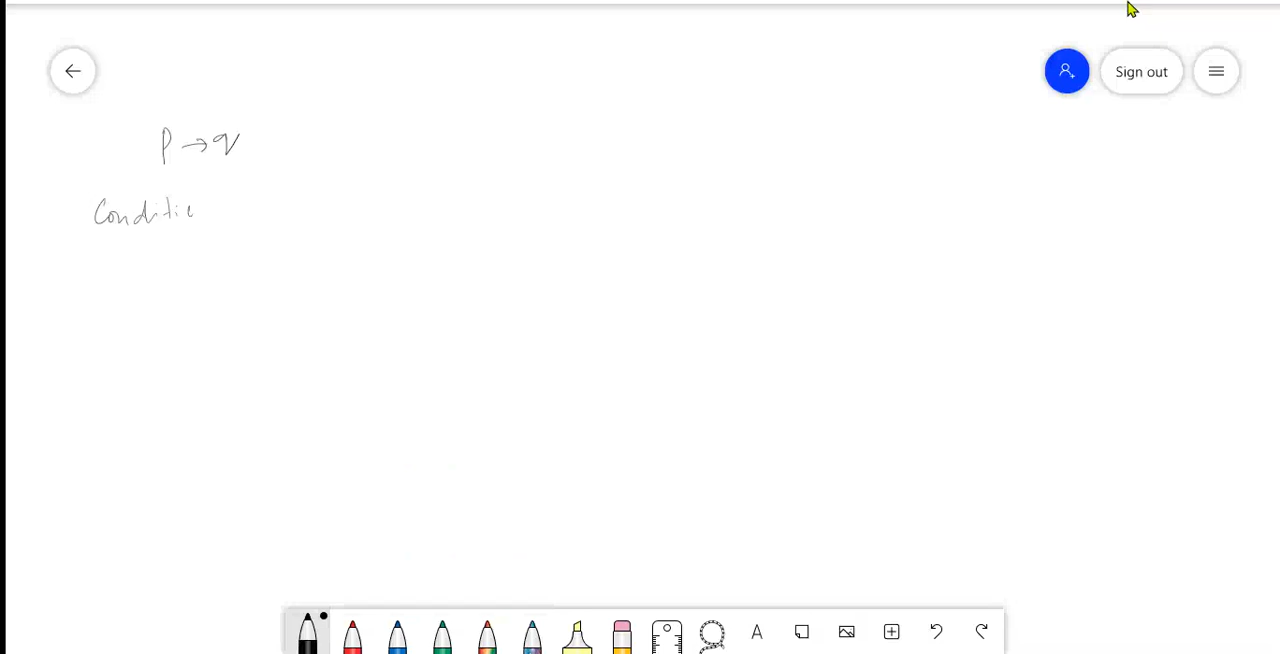 Sign out
P → q
Conditi
A